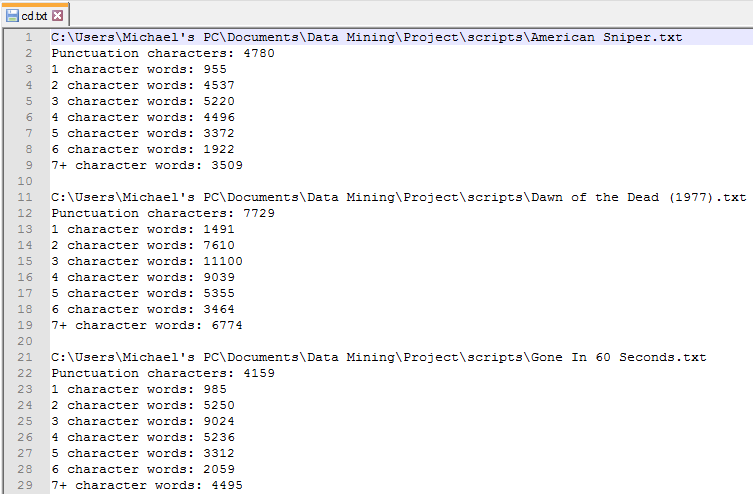 cd.txt
1 C:\Users\Michael's PC\Documents\Data Mining\Project\scripts\American Sniper.txt
2 Punctuation characters: 4780
3 1 character words: 955
4 2 character words: 4537
5 3 character words: 5220
6 4 character words: 4496
7 5 character words: 3372
8 6 character words: 1922
9 7+ character words: 3509
10
11 C:\Users\Michael's PC\Documents\Data Mining\Project\scripts\Dawn of the Dead (1977).txt
12 Punctuation characters: 7729
13 1 character words: 1491
14 2 character words: 7610
15 3 character words: 11100
16 4 character words: 9039
17 5 character words: 5355
18 6 character words: 3464
19 7+ character words: 6774
20
21 C:\Users\Michael's PC\Documents\Data Mining\Project\scripts\Gone In 60 Seconds.txt
22 Punctuation characters: 4159
23 1 character words: 985
24 2 character words: 5250
25 3 character words: 9024
26 4 character words: 5236
27 5 character words: 3312
28 6 character words: 2059
29 7+ character words: 4495